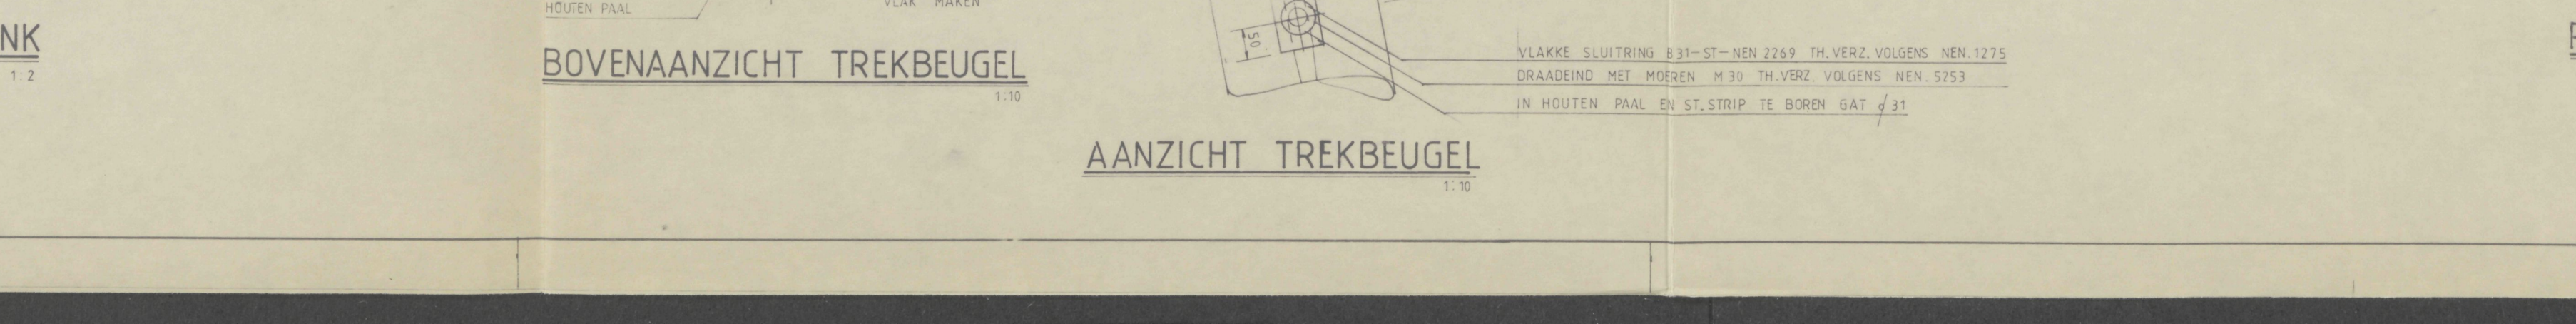 HOUTEN PAAL
VLAK MAKEN
NK
1:2
BOVENAANZICHT TREKBEUGEL
1:10
50
VLAKKE SLUITRING B31-ST-NEN 2269 TH.VERZ. VOLGENS NEN.1275
DRAADEIND MET MOEREN M30 TH.VERZ. VOLGENS NEN.5253
IN HOUTEN PAAL EN ST.STRIP TE BOREN GAT ⌀31
AANZICHT TREKBEUGEL
1:10